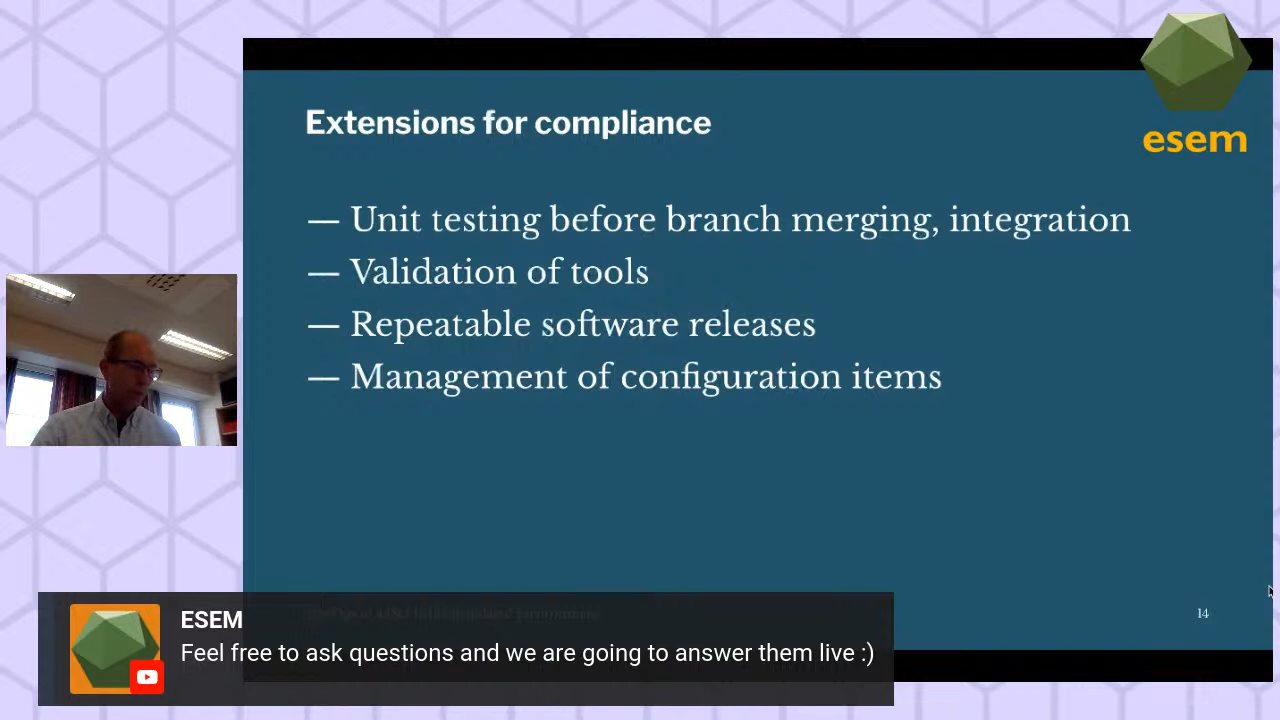 esem
Extensions for compliance
— Unit testing before branch merging, integration
— Validation of tools
— Repeatable software releases
— Management of configuration items
14
ESEM
Feel free to ask questions and we are going to answer them live :)